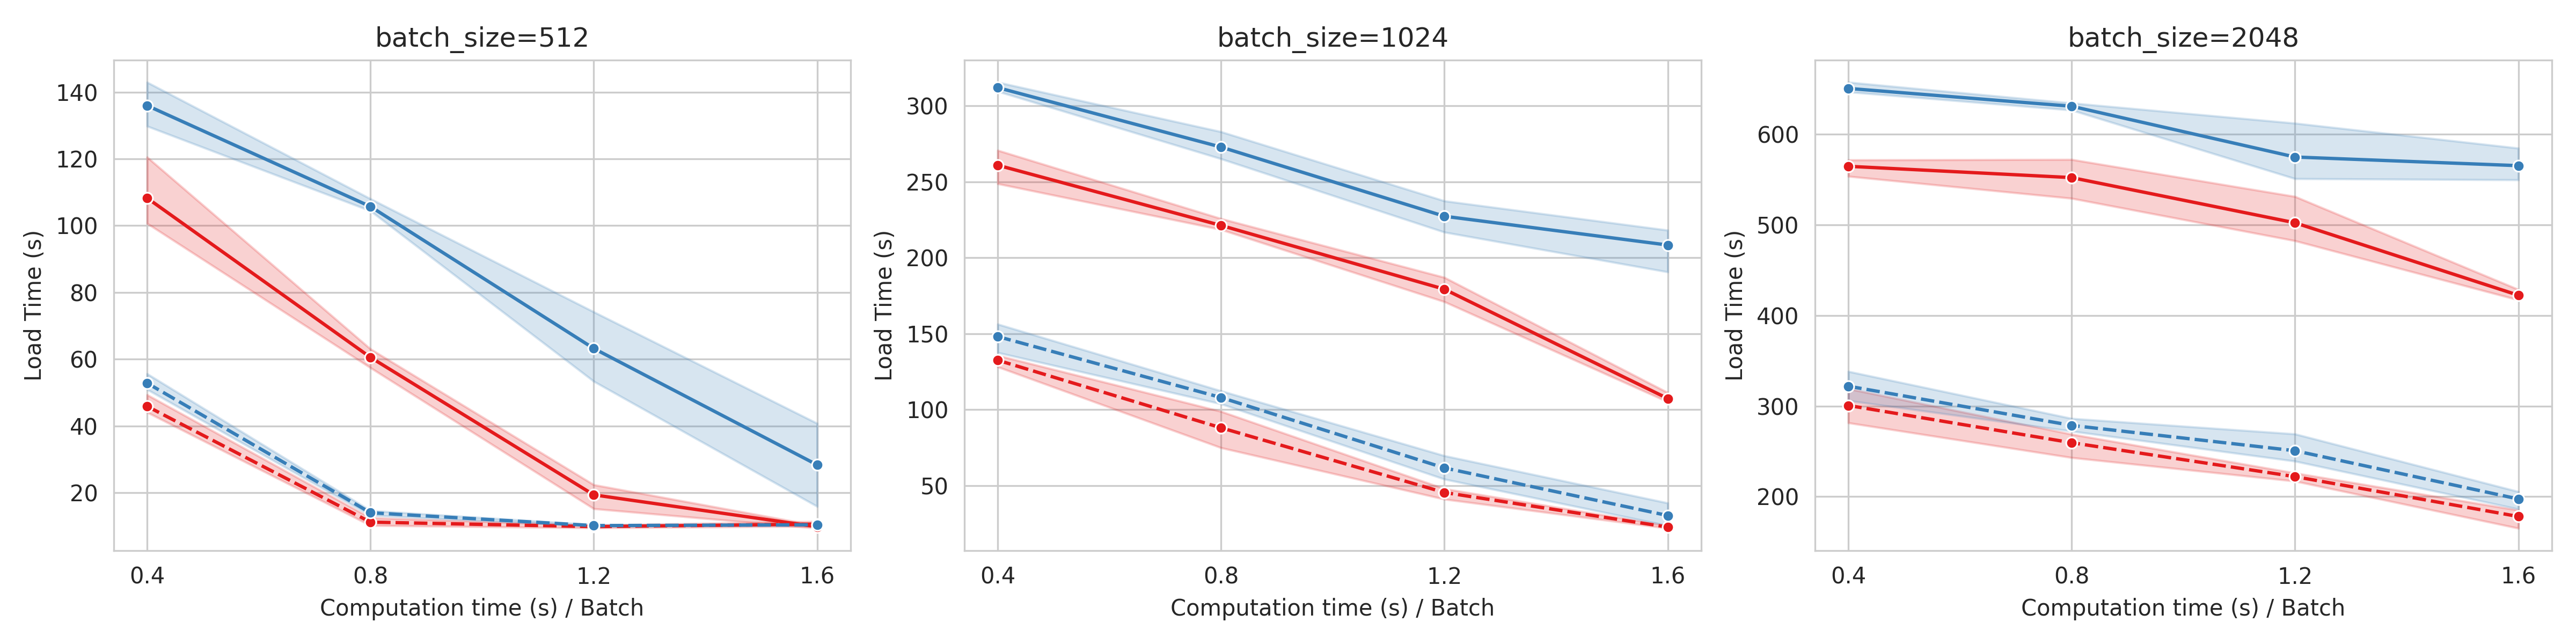 batch_size=512
Load Time (s)
140
120
100
80
60
40
20
0.4 0.8 1.2 1.6
Computation time (s) / Batch
batch_size=1024
Load Time (s)
300
250
200
150
100
50
0.4 0.8 1.2 1.6
Computation time (s) / Batch
batch_size=2048
Load Time (s)
600
500
400
300
200
0.4 0.8 1.2 1.6
Computation time (s) / Batch